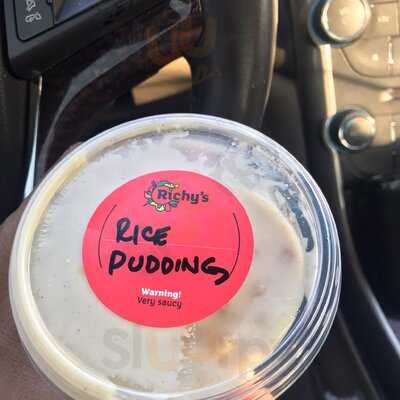 Richy's
RICE
PUDDING
Warning!
Very saucy